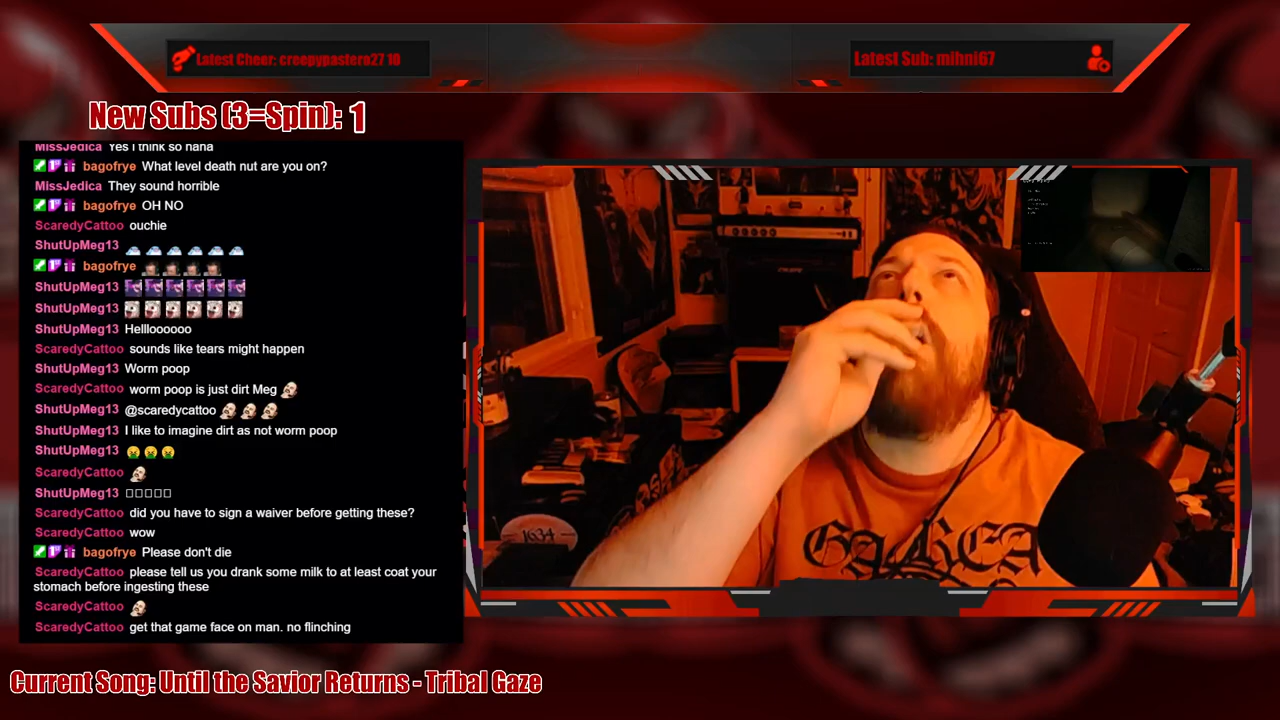 Latest Cheer: creepypastero27 10
Latest Sub: mihni67
New Subs (3=Spin): 1
MissJedica Yes i think so haha
bagofrye What level death nut are you on?
MissJedica They sound horrible
bagofrye OH NO
ScaredyCattoo ouchie
ShutUpMeg13
bagofrye
ShutUpMeg13
ShutUpMeg13
ShutUpMeg13 Eellloooooo
ScaredyCattoo sounds like tears might happen
ShutUpMeg13 Worm poop
ScaredyCattoo worm poop is just dirt Meg
ShutUpMeg13 @scaredycattoo
ShutUpMeg13 I like to imagine dirt as not worm poop
ShutUpMeg13
ScaredyCattoo
ShutUpMeg13
ScaredyCattoo did you have to sign a waiver before getting these?
ScaredyCattoo wow
bagofrye Please don't die
ScaredyCattoo please tell us you drank some milk to at least coat your
stomach before ingesting these
ScaredyCattoo
ScaredyCattoo get that game face on man. no flinching
1634
Current Song: Until the Savior Returns - Tribal Gaze